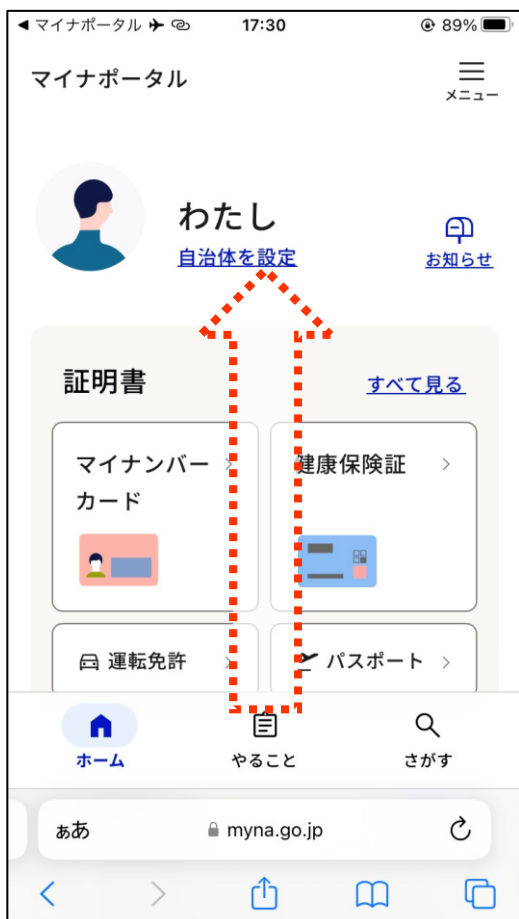 マイナポータル
17:30
89%
マイナポータル
メニュー
わたし
自治体を設定
お知らせ
証明書
すべて見る
マイナンバー
カード
健康保険証
運転免許
パスポート
ホーム
やること
さがす
ぁあ
myna.go.jp